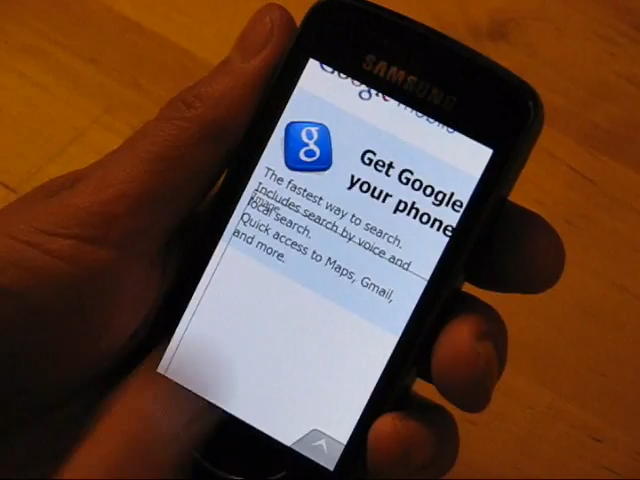 SAMSUNG
Google mobile
g
Get Google
your phone
The fastest way to search.
Includes search by voice and
local search.
Image
Quick access to Maps, Gmail,
and more.